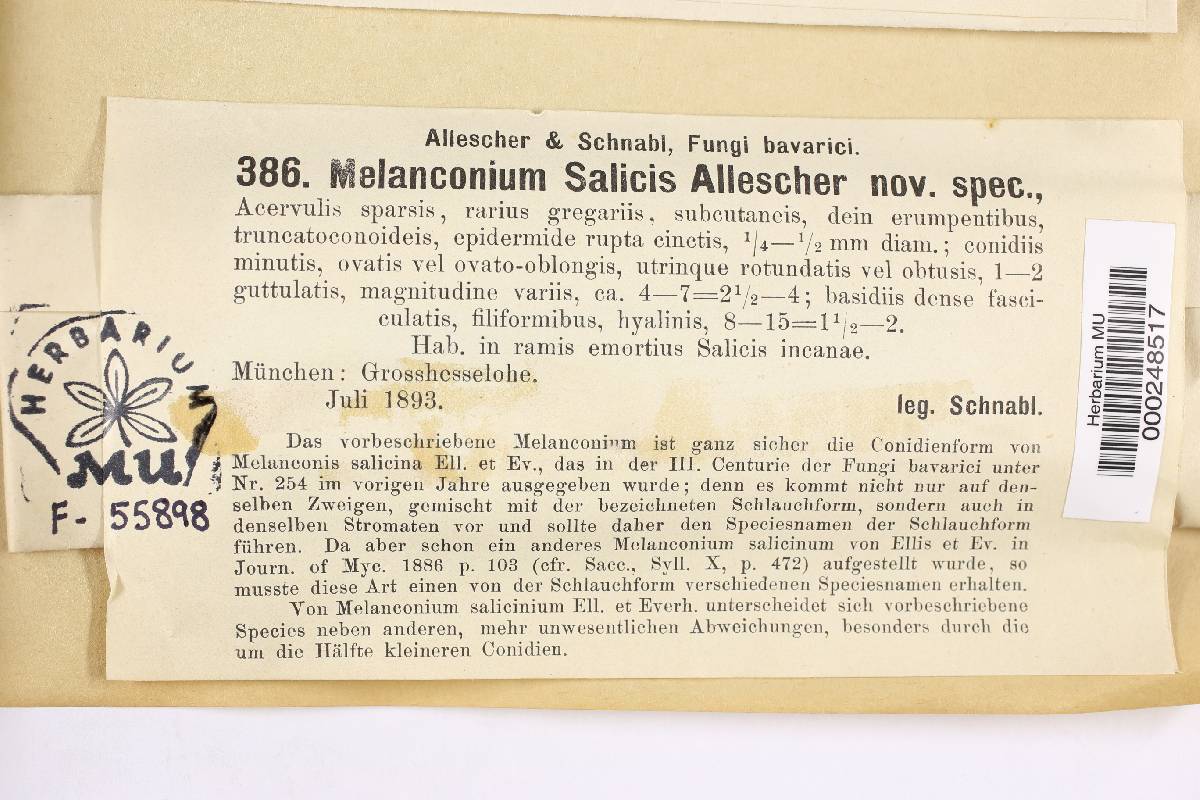 Allescher & Schnabl, Fungi bavarici.
386. Melanconium Salicis Allescher nov. spec.,
Acervulis sparsis, rarius gregariis, subcutaneis, dein erumpentibus,
truncatoconoideis, epidermide rupta cinctis, 1/4—1/2 mm diam.; conidiis
minutis, ovatis vel ovato-oblongis, utrinque rotundatis vel obtusis, 1—2
guttulatis, magnitudine variis, ca. 4—7=2 1/2—4; basidiis dense fasci-
culatis, filiformibus, hyalinis, 8—15=1 1/2—2.
Hab. in ramis emortius Salicis incanae.
München: Grosshesselohe.
Juli 1893.
leg. Schnabl.
Das vorbeschriebene Melanconium ist ganz sicher die Conidienform von
Melanconis salicina Ell. et Ev., das in der III. Centurie der Fungi bavarici unter
Nr. 254 im vorigen Jahre ausgegeben wurde; denn es kommt nicht nur auf den-
selben Zweigen, gemischt mit der bezeichneten Schlauchform, sondern auch in
denselben Stromaten vor und sollte daher den Speciesnamen der Schlauchform
führen. Da aber schon ein anderes Melanconium salicinum von Ellis et Ev. in
Journ. of Myc. 1886 p. 103 (cfr. Sacc., Syll. X, p. 472) aufgestellt wurde, so
musste diese Art einen von der Schlauchform verschiedenen Speciesnamen erhalten.
Von Melanconium salicinium Ell. et Everh. unterscheidet sich vorbeschriebene
Species neben anderen, mehr unwesentlichen Abweichungen, besonders durch die
um die Hälfte kleineren Conidien.
HERBARIUM
MU
F- 55898
Herbarium MU
000248517